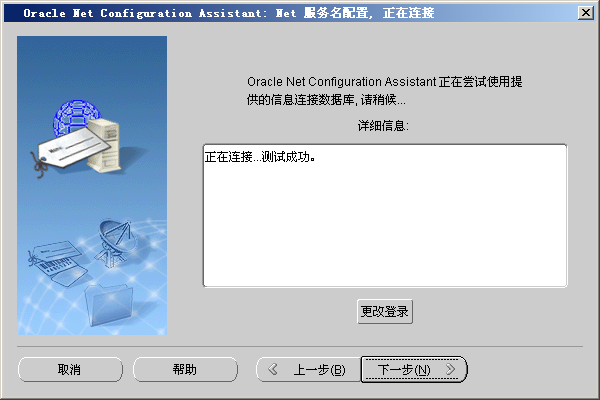 Oracle Net Configuration Assistant: Net 服务名配置, 正在连接
Oracle Net Configuration Assistant 正在尝试使用提
供的信息连接数据库, 请稍候...
详细信息:
正在连接...测试成功。
更改登录
取消
帮助
上一步(B)
下一步(N)